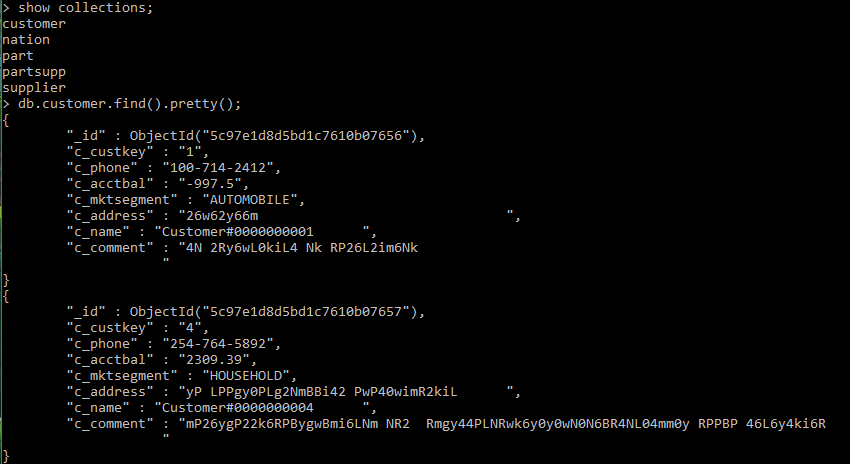 > show collections;
customer
nation
part
partsupp
supplier
> db.customer.find().pretty();
{
        "_id" : ObjectId("5c97e1d8d5bd1c7610b07656"),
        "c_custkey" : "1",
        "c_phone" : "100-714-2412",
        "c_acctbal" : "-997.5",
        "c_mktsegment" : "AUTOMOBILE",
        "c_address" : "26w62y66m                               ",
        "c_name" : "Customer#0000000001      ",
        "c_comment" : "4N 2Ry6wL0kiL4 Nk RP26L2im6Nk
                    "
}
{
        "_id" : ObjectId("5c97e1d8d5bd1c7610b07657"),
        "c_custkey" : "4",
        "c_phone" : "254-764-5892",
        "c_acctbal" : "2309.39",
        "c_mktsegment" : "HOUSEHOLD",
        "c_address" : "yP LPPgy0PLg2NmBBi42 PwP40wimR2kiL      ",
        "c_name" : "Customer#0000000004      ",
        "c_comment" : "mP26ygP22k6RPBygwBmi6LNm NR2  Rmgy44PLNRwk6y0y0wN0N6BR4NL04mm0y RPPBP 46L6y4ki6R
                    "
}